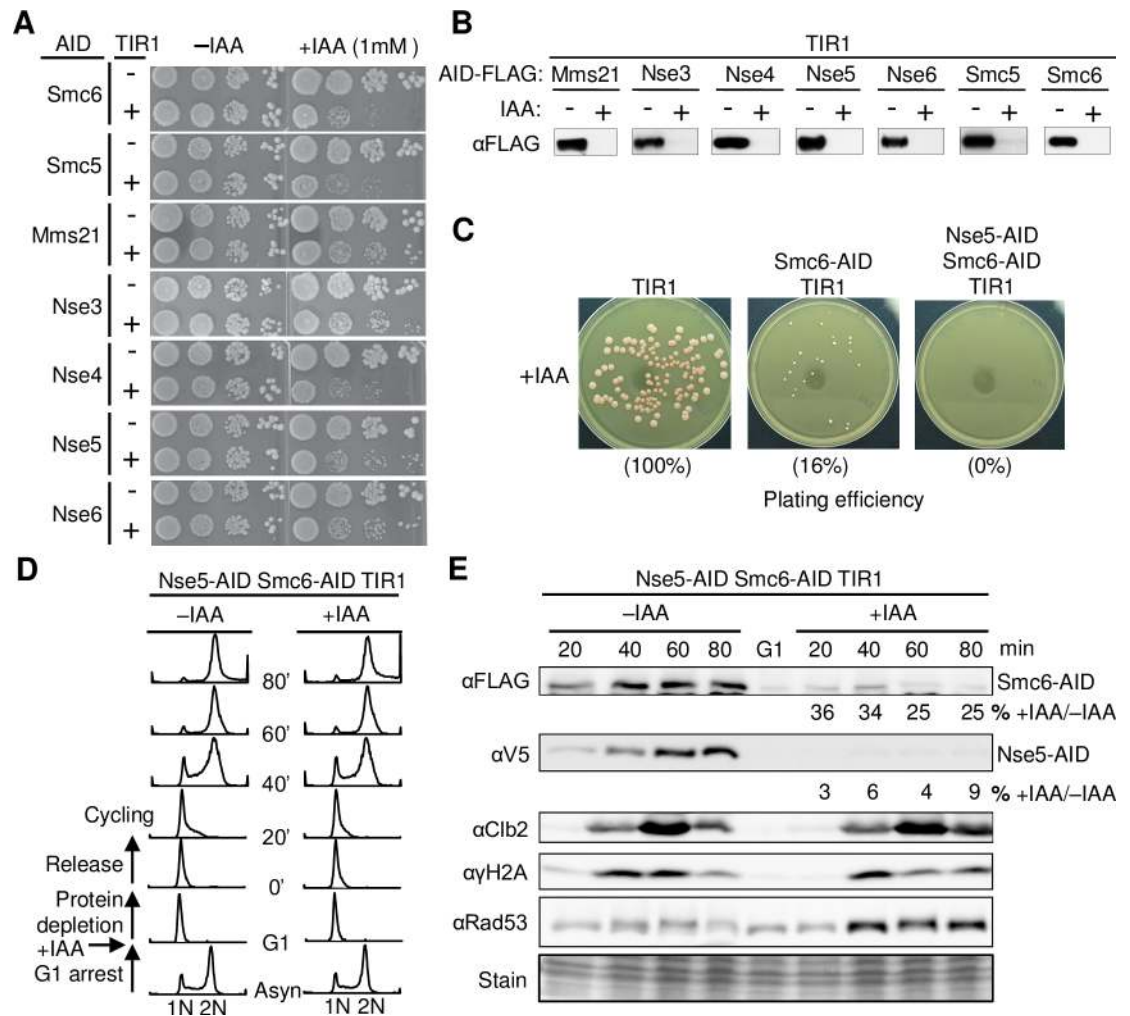 A
AID TIR1 –IAA +IAA (1mM )
Smc6 - +
Smc5 - +
Mms21 - +
Nse3 - +
Nse4 - +
Nse5 - +
Nse6 - +
B
TIR1
AID-FLAG: Mms21 Nse3 Nse4 Nse5 Nse6 Smc5 Smc6
IAA: - + - + - + - + - + - + - +
αFLAG
C
TIR1
Smc6-AID
TIR1
Nse5-AID
Smc6-AID
TIR1
+IAA
(100%) (16%) (0%)
Plating efficiency
D
Nse5-AID Smc6-AID TIR1
–IAA +IAA
80'
60'
40'
Cycling 20'
Release 0'
Protein
depletion
+IAA G1
G1 arrest
Asyn
1N 2N 1N 2N
E
Nse5-AID Smc6-AID TIR1
–IAA +IAA
20 40 60 80 G1 20 40 60 80 min
αFLAG Smc6-AID
36 34 25 25 % +IAA/–IAA
αV5 Nse5-AID
3 6 4 9 % +IAA/–IAA
αClb2
αγH2A
αRad53
Stain